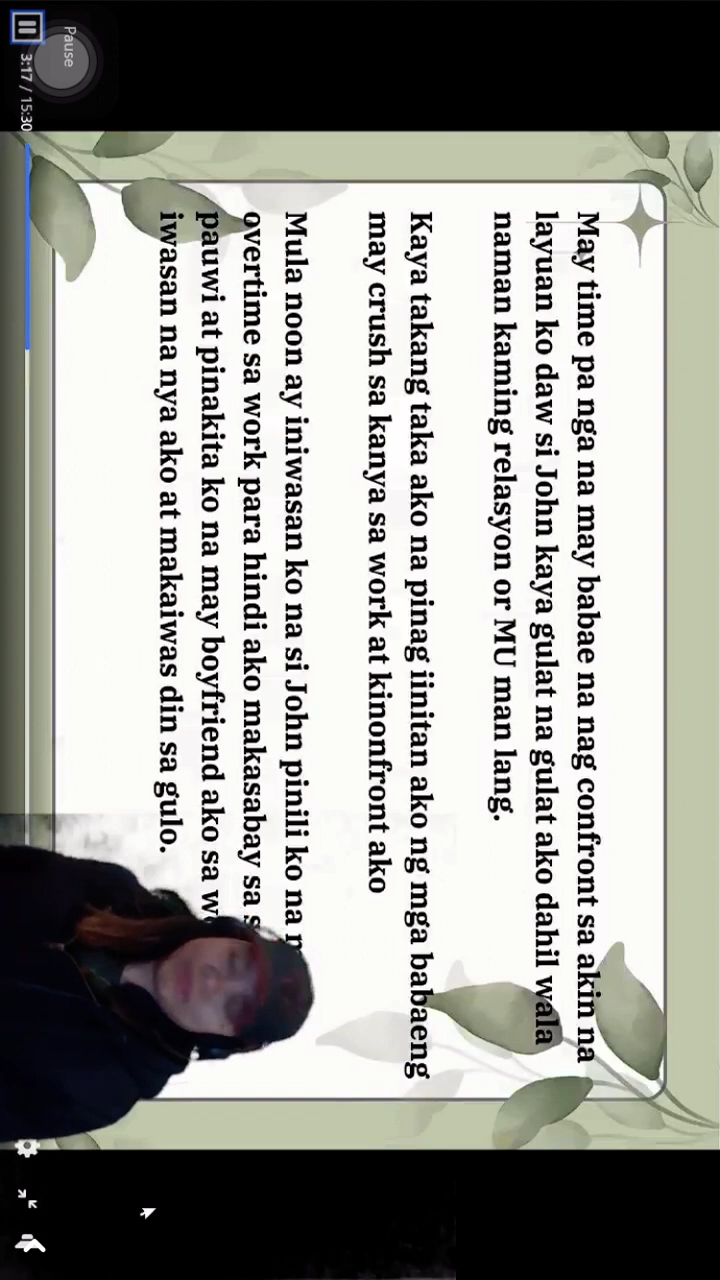 May time pa nga na may babae na nag confront sa akin na
layuan ko daw si John kaya gulat na gulat ako dahil wala
naman kaming relasyon or MU man lang.
Kaya takang taka ako na pinag iinitan ako ng mga babaeng
may crush sa kanya sa work at kinonfront ako
Mula noon ay iniwasan ko na si John pinili ko na
overtime sa work para hindi ako makasabay sa
pauwi at pinakita ko na may boyfriend ako sa
iwasan na nya ako at makaiwas din sa gulo.
Pause
3:17 / 15:30